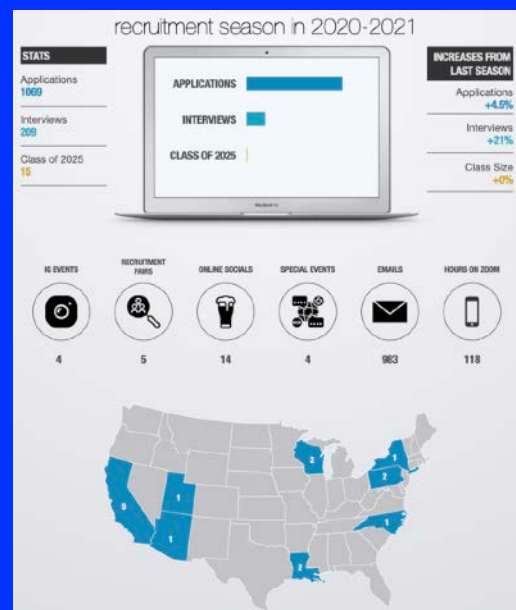 recruitment season in 2020-2021
STATS
Applications
1069
Interviews
209
Class of 2025
15
APPLICATIONS
INTERVIEWS
CLASS OF 2025
INCREASES FROM
LAST SEASON
Applications
+4.5%
Interviews
+21%
Class Size
+0%
IG EVENTS
4
RECRUITMENT
FAIRS
5
ONLINE SOCIALS
14
SPECIAL EVENTS
4
EMAILS
983
HOURS ON ZOOM
118
2
1
2
1
1
1
2